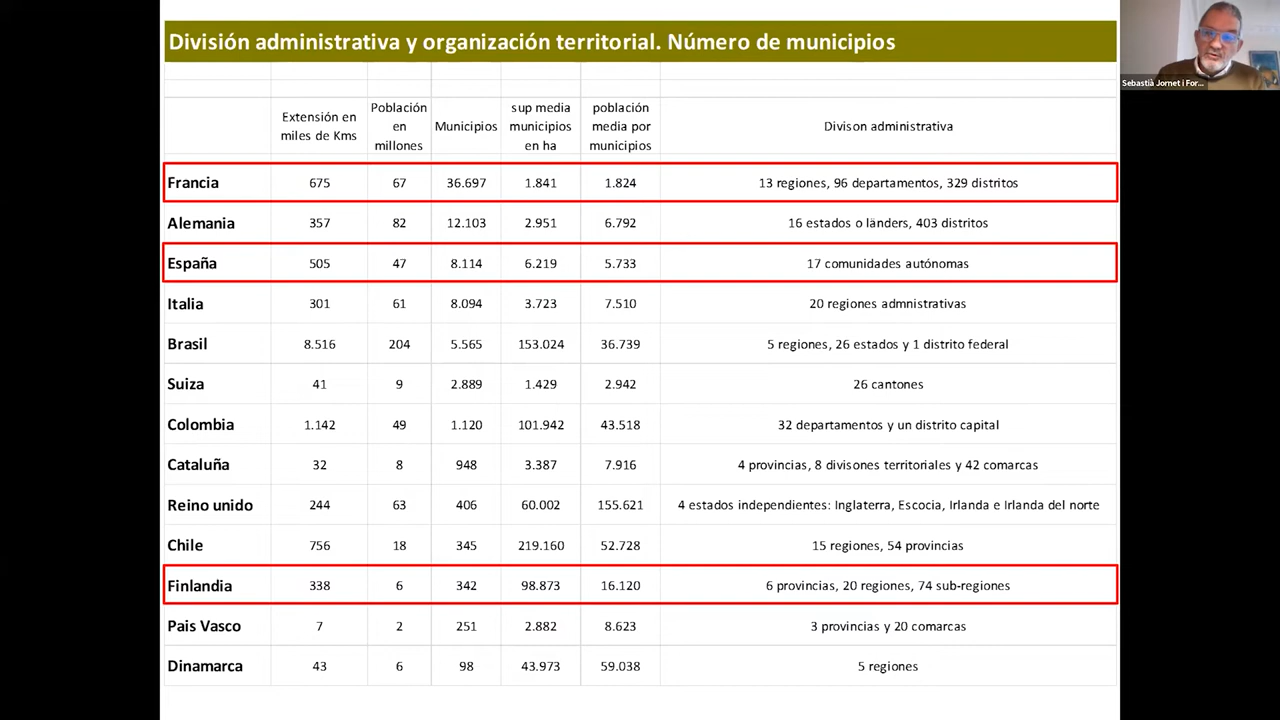 División administrativa y organización territorial. Número de municipios
Sebastià Jornet i For...
Extensión en miles de Kms Población en millones Municipios sup media municipios en ha población media por municipios Divison administrativa
Francia 675 67 36.697 1.841 1.824 13 regiones, 96 departamentos, 329 distritos
Alemania 357 82 12.103 2.951 6.792 16 estados o länders, 403 distritos
España 505 47 8.114 6.219 5.733 17 comunidades autónomas
Italia 301 61 8.094 3.723 7.510 20 regiones admnistrativas
Brasil 8.516 204 5.565 153.024 36.739 5 regiones, 26 estados y 1 distrito federal
Suiza 41 9 2.889 1.429 2.942 26 cantones
Colombia 1.142 49 1.120 101.942 43.518 32 departamentos y un distrito capital
Cataluña 32 8 948 3.387 7.916 4 provincias, 8 divisones territoriales y 42 comarcas
Reino unido 244 63 406 60.002 155.621 4 estados independientes: Inglaterra, Escocia, Irlanda e Irlanda del norte
Chile 756 18 345 219.160 52.728 15 regiones, 54 provincias
Finlandia 338 6 342 98.873 16.120 6 provincias, 20 regiones, 74 sub-regiones
Pais Vasco 7 2 251 2.882 8.623 3 provincias y 20 comarcas
Dinamarca 43 6 98 43.973 59.038 5 regiones